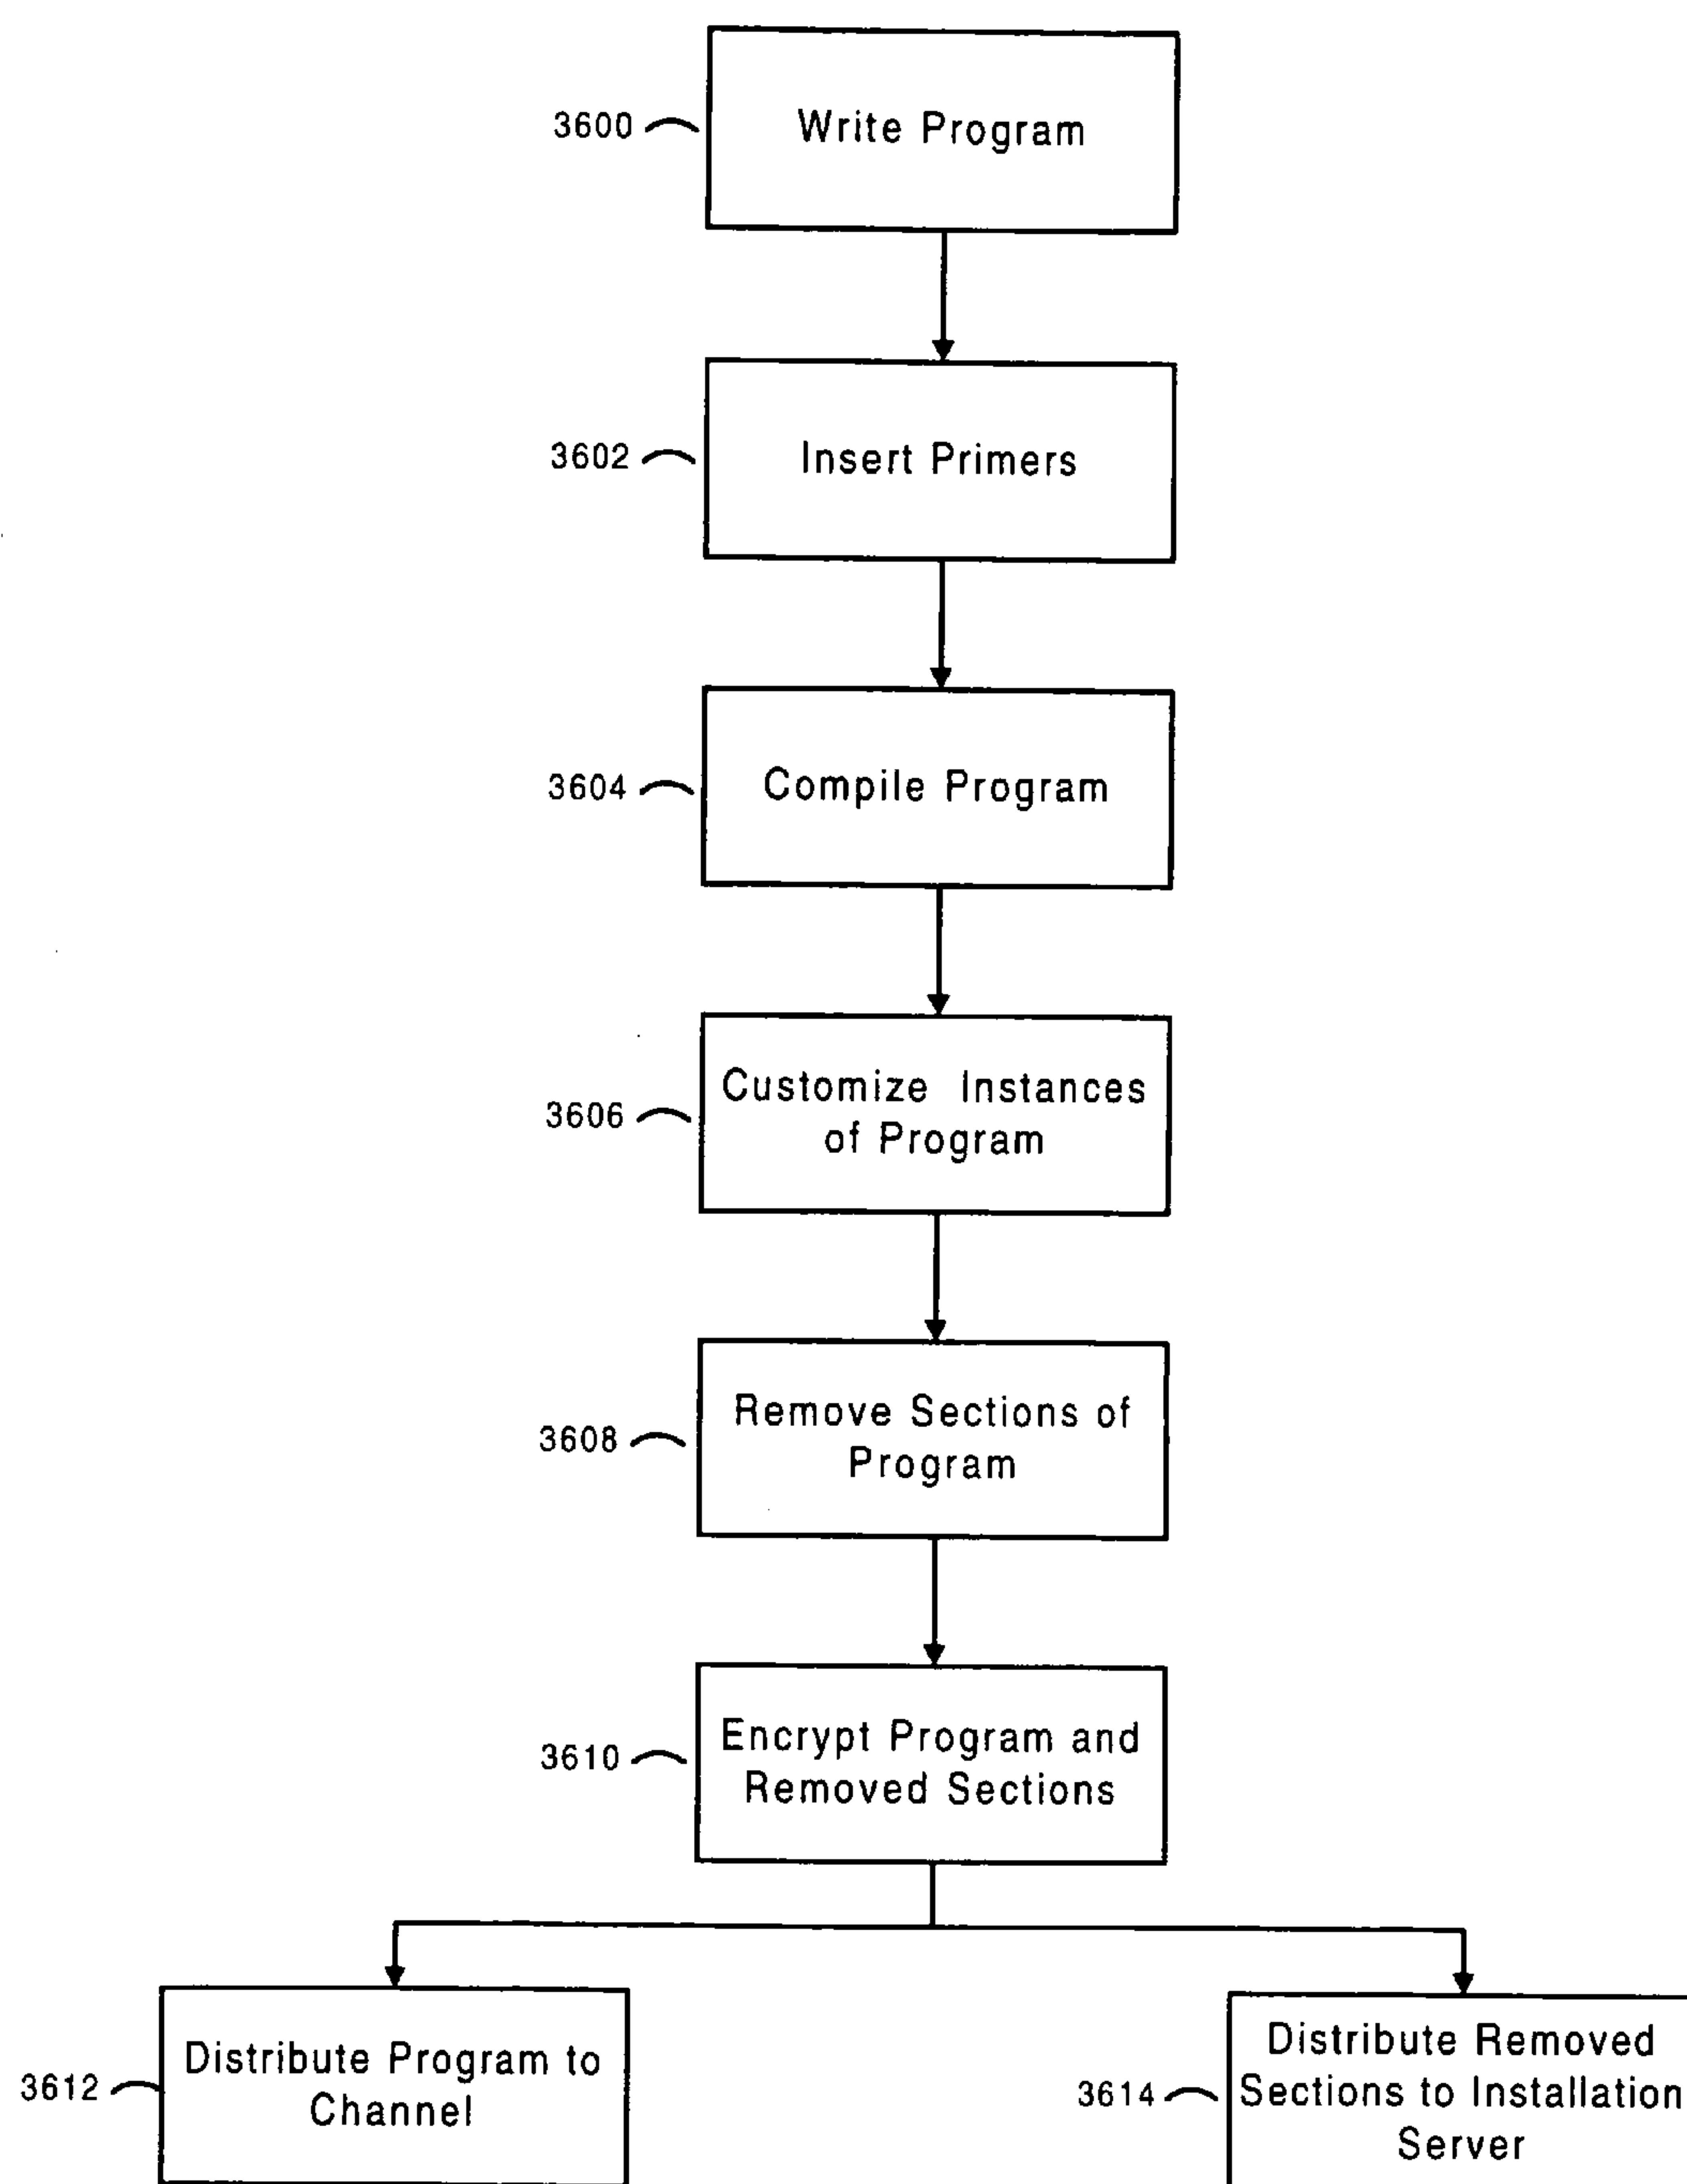 3600
Write Program
3602
Insert Primers
3604
Compile Program
3606
Customize Instances
of Program
3608
Remove Sections of
Program
3610
Encrypt Program and
Removed Sections
3612
Distribute Program to
Channel
3614
Distribute Removed
Sections to Installation
Server